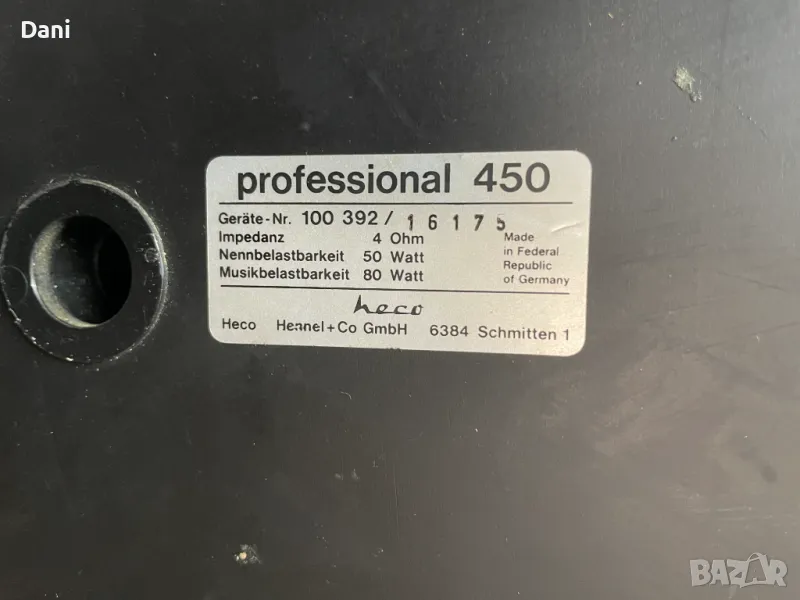 Dani
professional 450
Geräte-Nr. 100 392/ 16175
Impedanz 4 Ohm
Nennbelastbarkeit 50 Watt
Musikbelastbarkeit 80 Watt
Made
in Federal
Republic
of Germany
heco
Heco Hennel+Co GmbH 6384 Schmitten 1
BAZAR